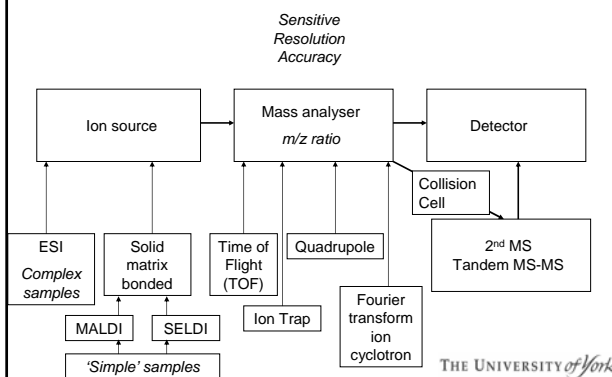 Sensitive
Resolution
Accuracy
Ion source
Mass analyser
m/z ratio
Detector
Collision
Cell
ESI
Complex
samples
Solid
matrix
bonded
Time of
Flight
(TOF)
Quadrupole
2nd MS
Tandem MS-MS
Ion Trap
Fourier
transform
ion
cyclotron
MALDI
SELDI
'Simple' samples
THE UNIVERSITY of York